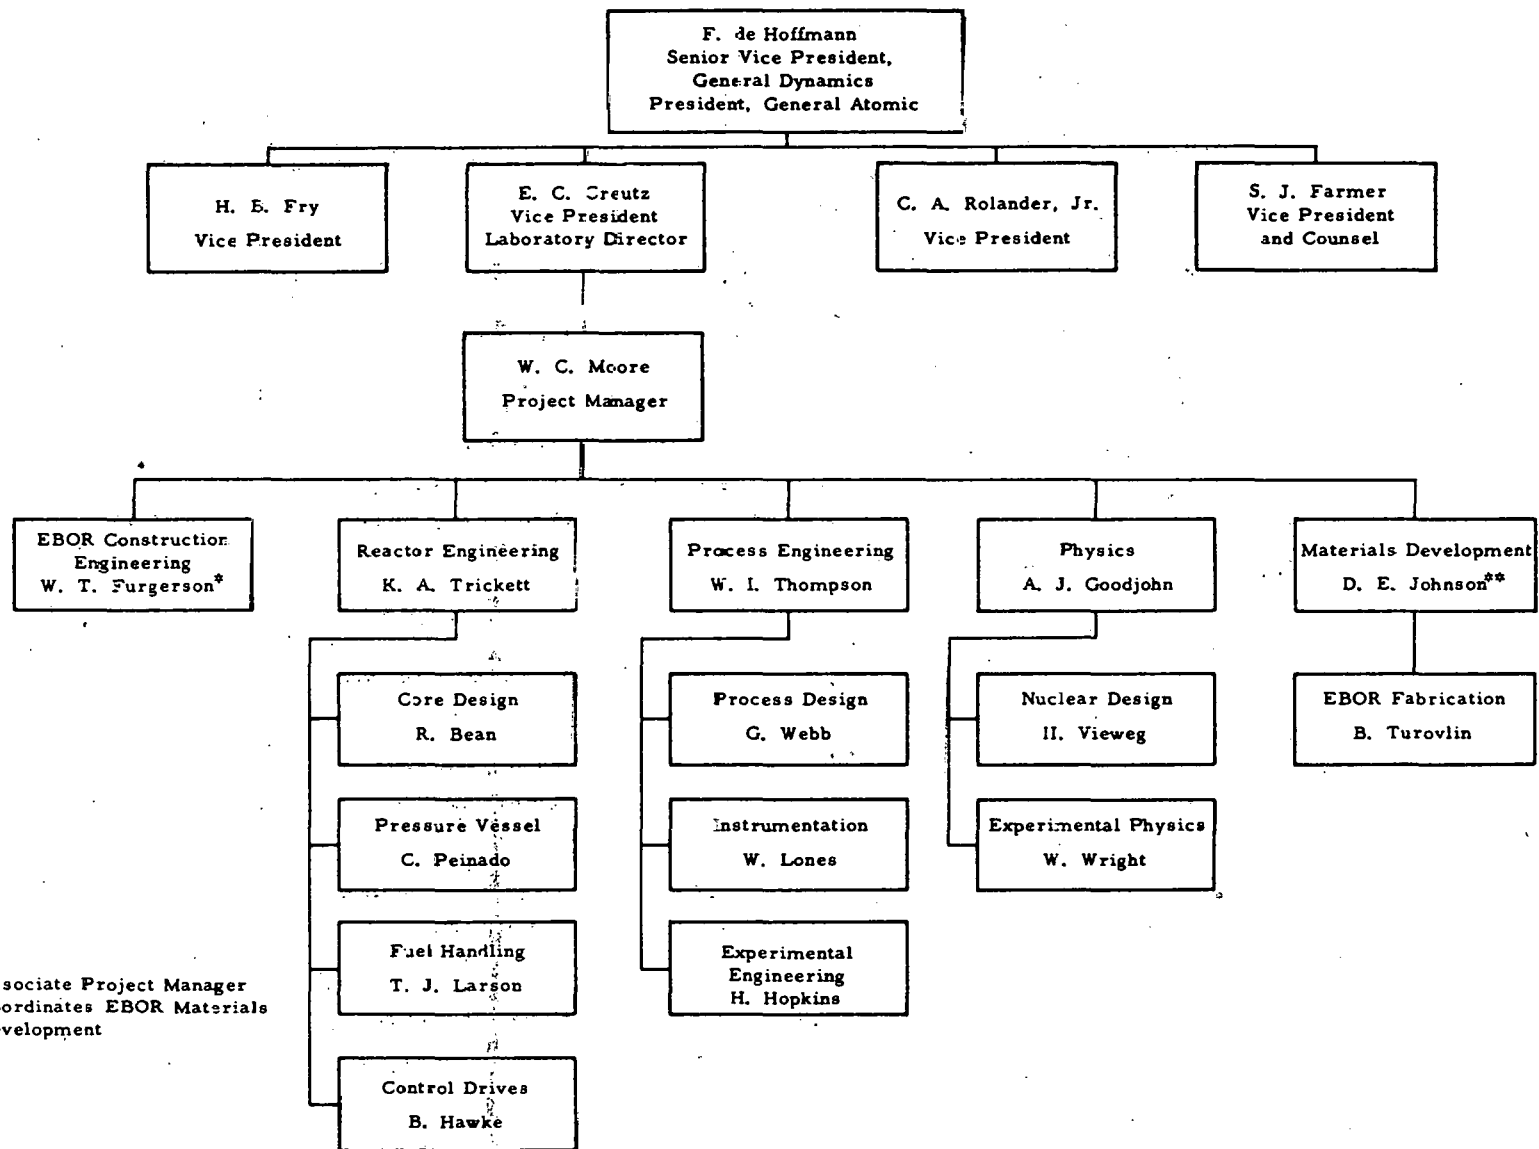 F. de Hoffmann
Senior Vice President,
General Dynamics
President, General Atomic
H. B. Fry
Vice President
E. C. Creutz
Vice President
Laboratory Director
C. A. Rolander, Jr.
Vice President
S. J. Farmer
Vice President
and Counsel
W. C. Moore
Project Manager
EBOR Construction
Engineering
W. T. Furgerson*
Reactor Engineering
K. A. Trickett
Process Engineering
W. I. Thompson
Physics
A. J. Goodjohn
Materials Development
D. E. Johnson**
Core Design
R. Bean
Process Design
G. Webb
Nuclear Design
H. Vieweg
EBOR Fabrication
B. Turovlin
Pressure Vessel
C. Peinado
Instrumentation
W. Lones
Experimental Physics
W. Wright
Fuel Handling
T. J. Larson
Experimental
Engineering
H. Hopkins
sociate Project Manager
ordinates EBOR Materials
velopment
Control Drives
B. Hawke